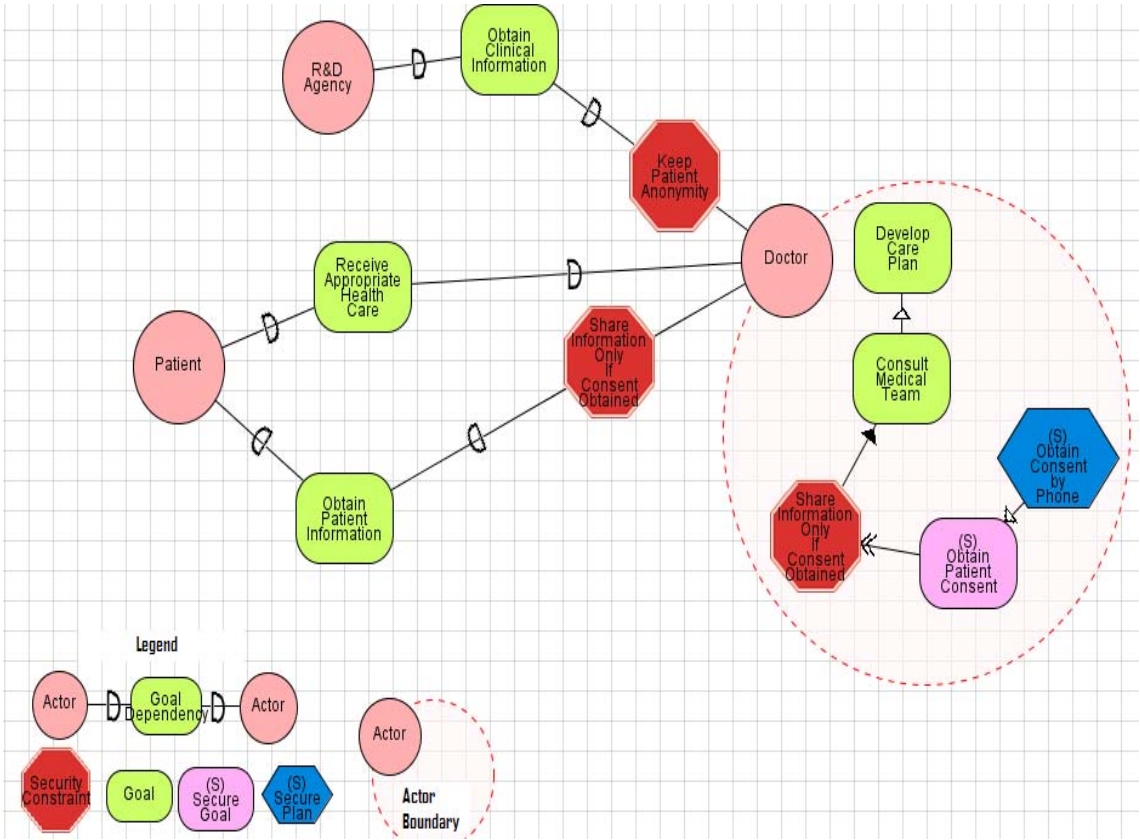 Obtain
Clinical
Information
R&D
Agency
Keep
Patient
Anonymity
Doctor
Develop
Care
Plan
Receive
Appropriate
Health
Care
Share
Information
Only
If
Consent
Obtained
Patient
Consult
Medical
Team
(S)
Obtain
Consent
by
Phone
Obtain
Patient
Information
Share
Information
Only
If
Consent
Obtained
(S)
Obtain
Patient
Consent
Legend
Actor
Goal
Dependency
Actor
Actor
Security
Constraint
Goal
(S)
Secure
Goal
(S)
Secure
Plan
Actor
Boundary